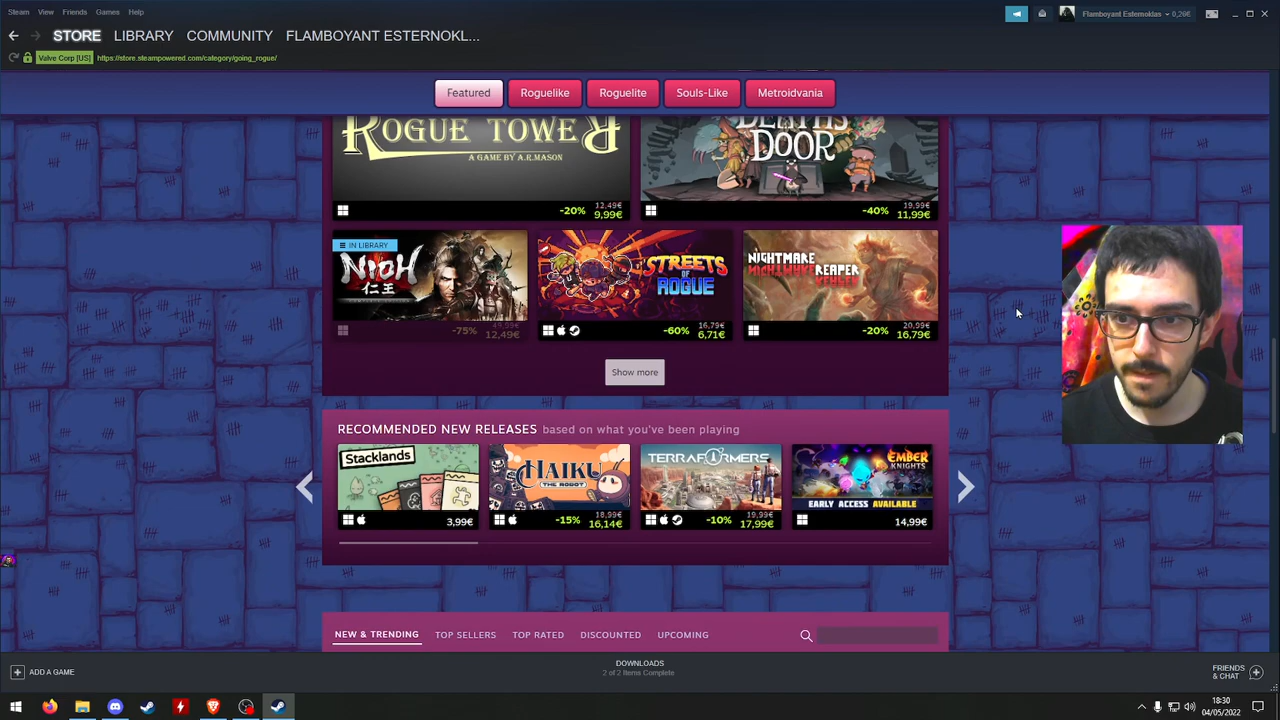 Steam View Friends Games Help
Flamboyant Esternoklas 0,26€
STORE LIBRARY COMMUNITY FLAMBOYANT ESTERNOKL...
Valve Corp [US] https://store.steampowered.com/category/going_rogue/
Featured Roguelike Roguelite Souls-Like Metroidvania
ROGUE TOWER
A GAME BY A.R.MASON
-20% 12,49€ 9,99€
DEATH'S DOOR
-40% 19,99€ 11,99€
IN LIBRARY
NIOH
仁王
-75% 49,99€ 12,49€
STREETS OF ROGUE
-60% 16,79€ 6,71€
NIGHTMARE REAPER
-20% 20,99€ 16,79€
Show more
RECOMMENDED NEW RELEASES based on what you've been playing
Stacklands
3,99€
HAIKU
THE ROBOT
-15% 18,99€ 16,14€
TERRAFORMERS
-10% 19,99€ 17,99€
EMBER KNIGHTS
EARLY ACCESS AVAILABLE
14,99€
NEW & TRENDING TOP SELLERS TOP RATED DISCOUNTED UPCOMING
ADD A GAME
DOWNLOADS
2 of 2 Items Complete
FRIENDS
& CHAT
18:30
04/05/2022